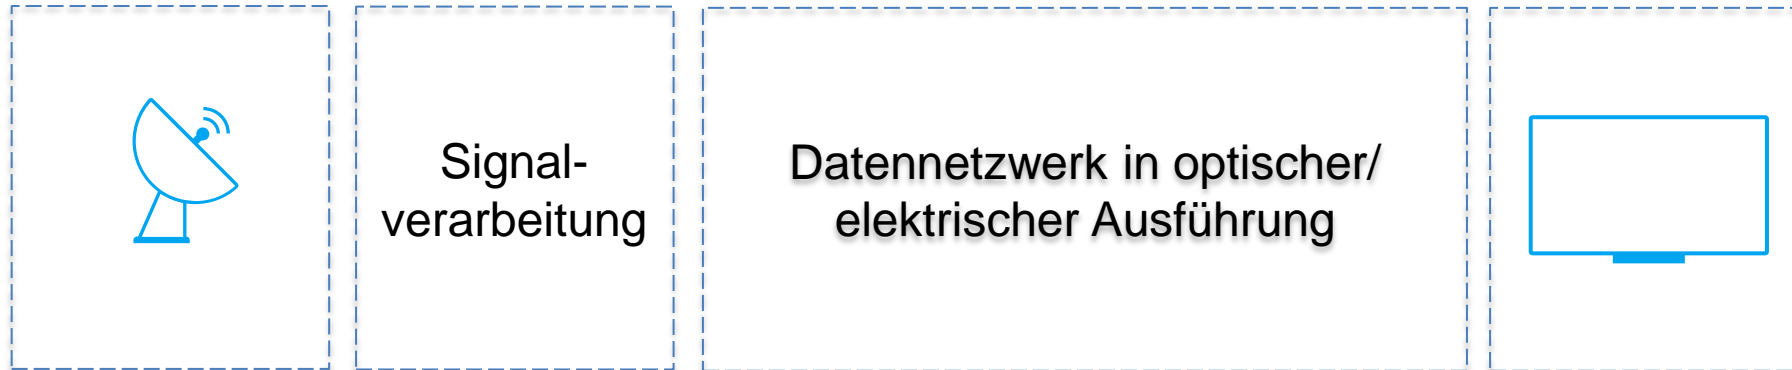 Signal-
verarbeitung
Datennetzwerk in optischer/
elektrischer Ausführung